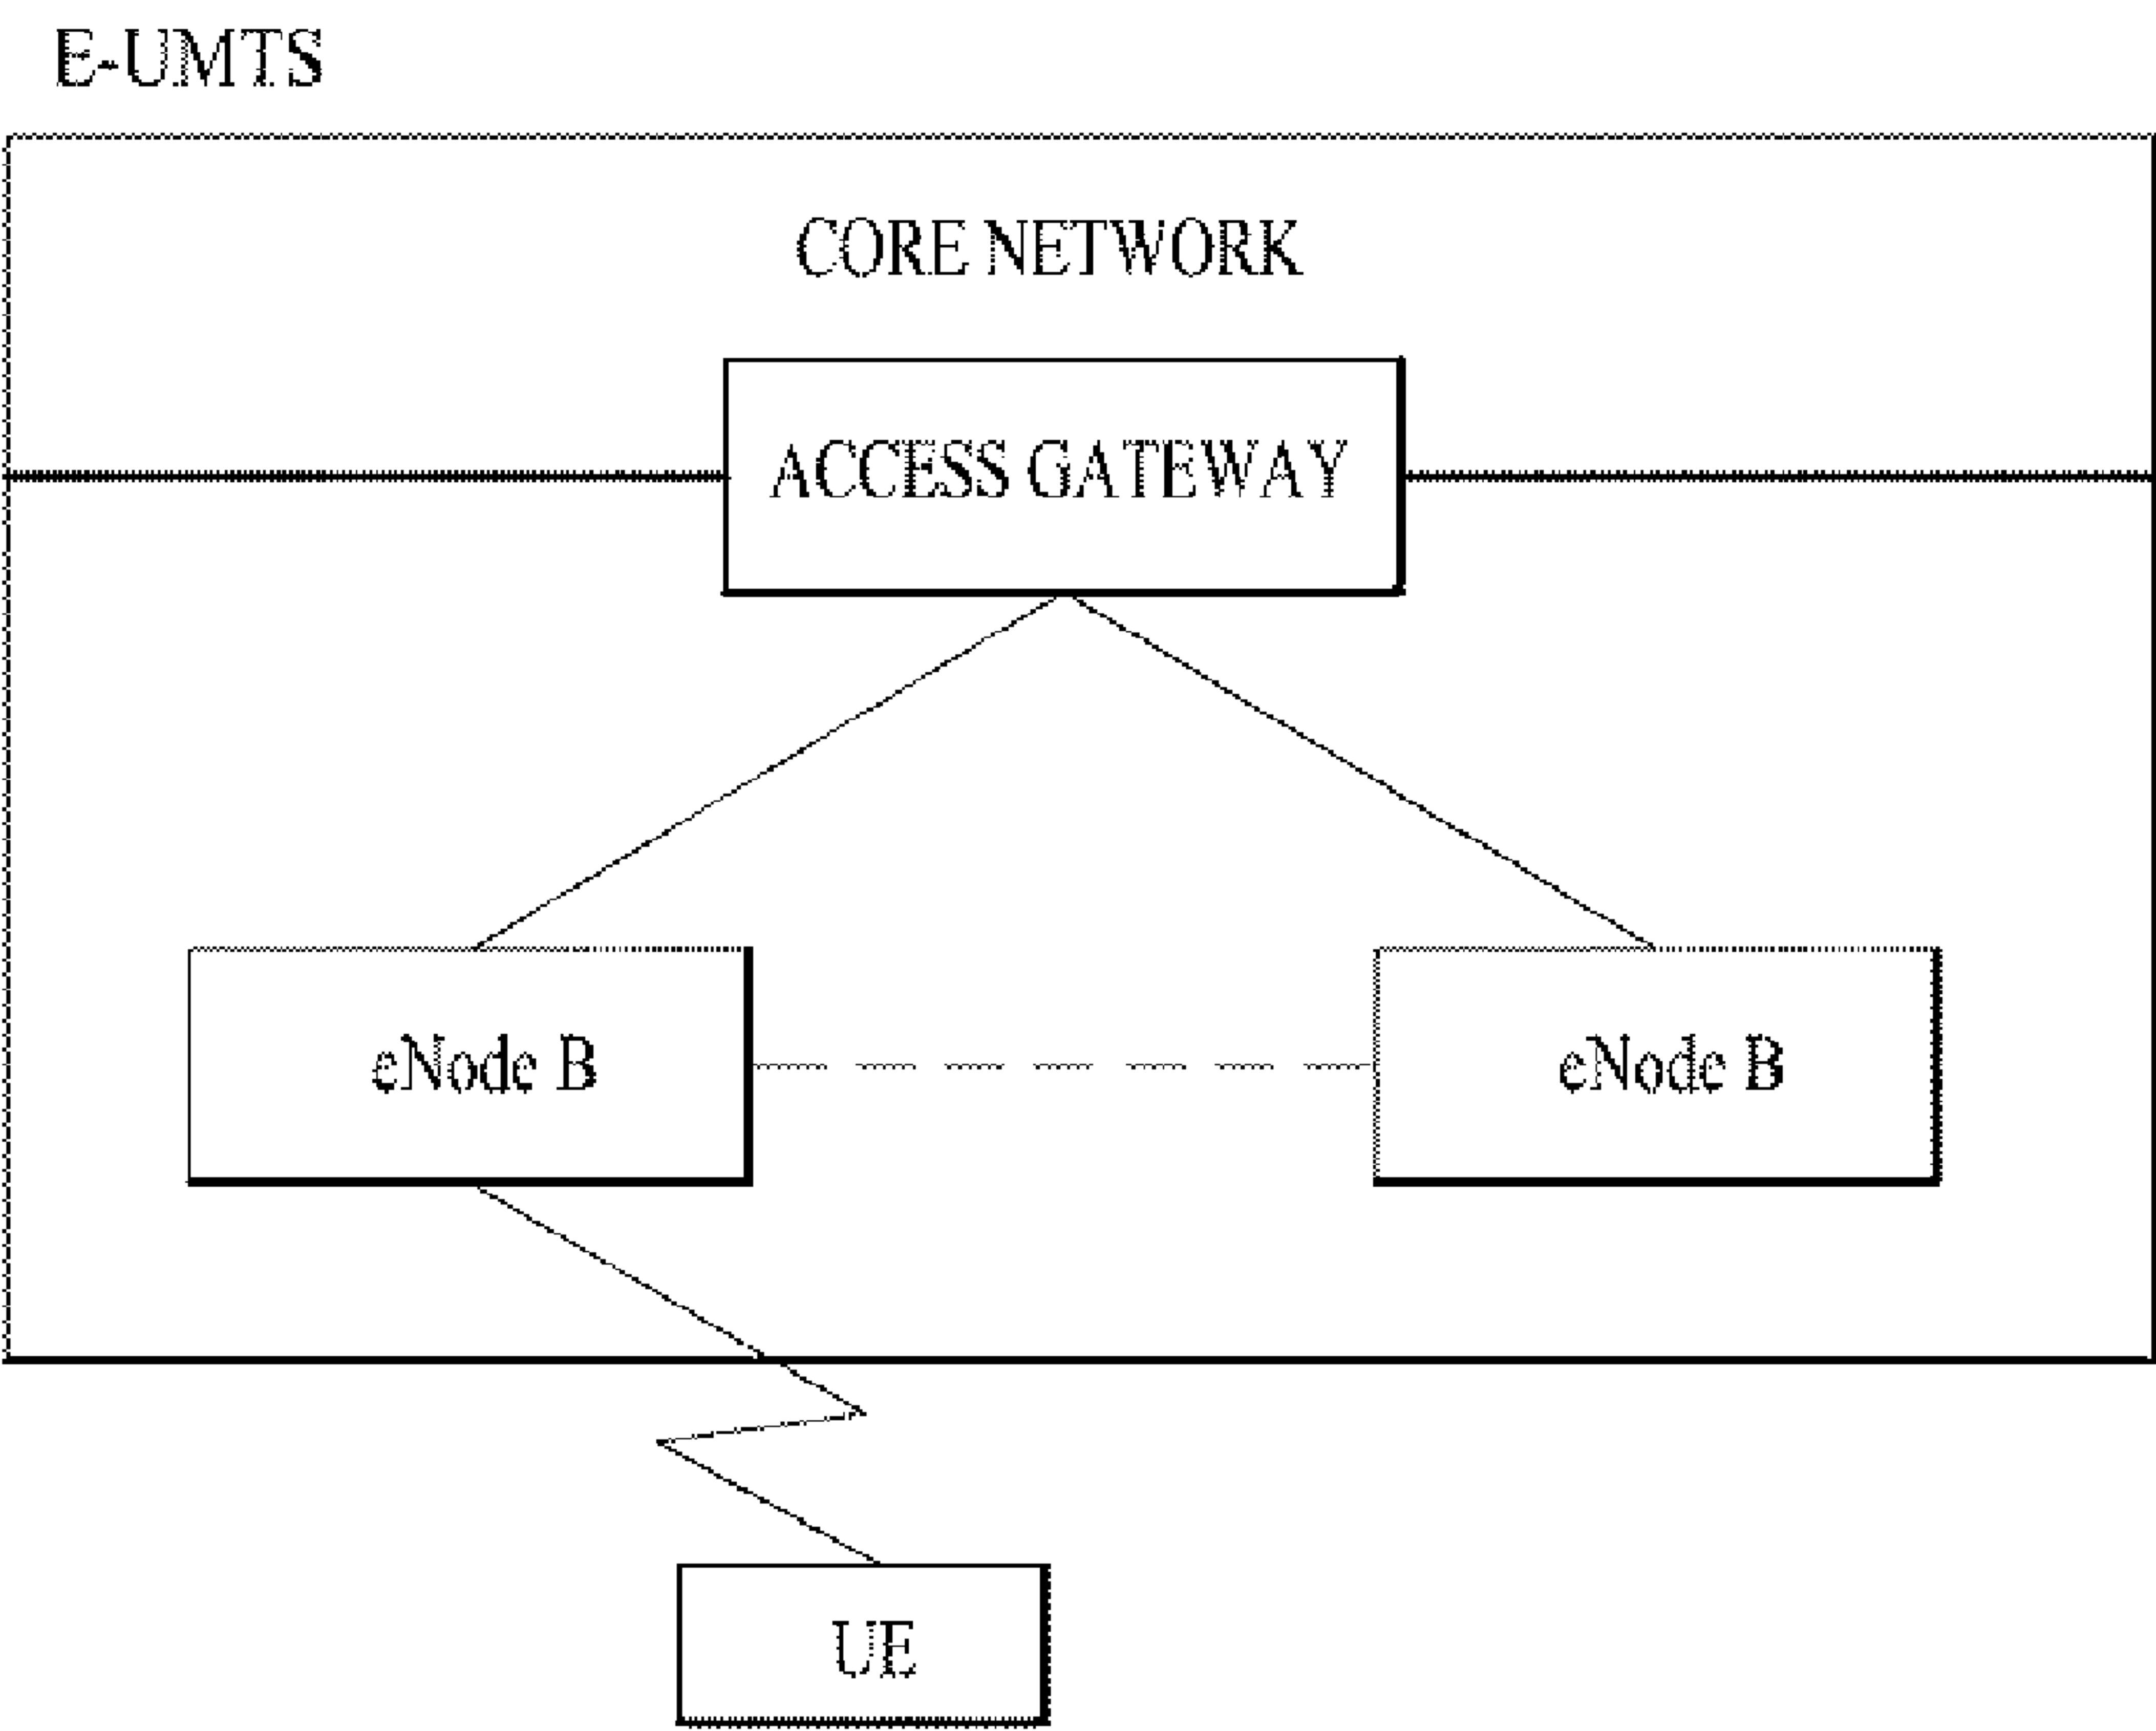 E-UMTS
CORE NETWORK
ACCESS GATEWAY
eNode B
eNode B
UE